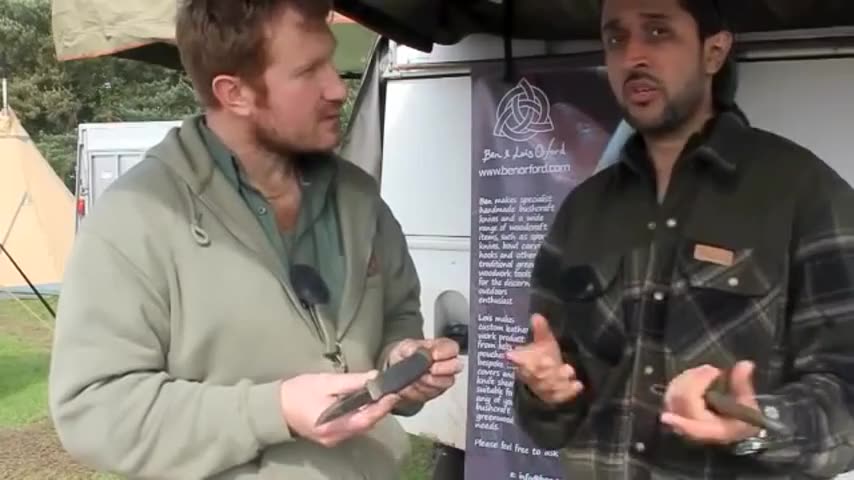 Ben & Lois Orford
www.benorford.com
Ben makes specialist
handmade bushcraft
knives and a wide
range of woodcraft
items, such as spoon
knives, bowl carving
hooks and other
traditional green
woodwork tools
for the discerning
outdoors
enthusiast.
Lois makes
custom leather
work products
from belts
pouches
bespoke
covers and
knife
suitable for
any of your
bushcraft
greenwood
needs.
Please feel free to ask